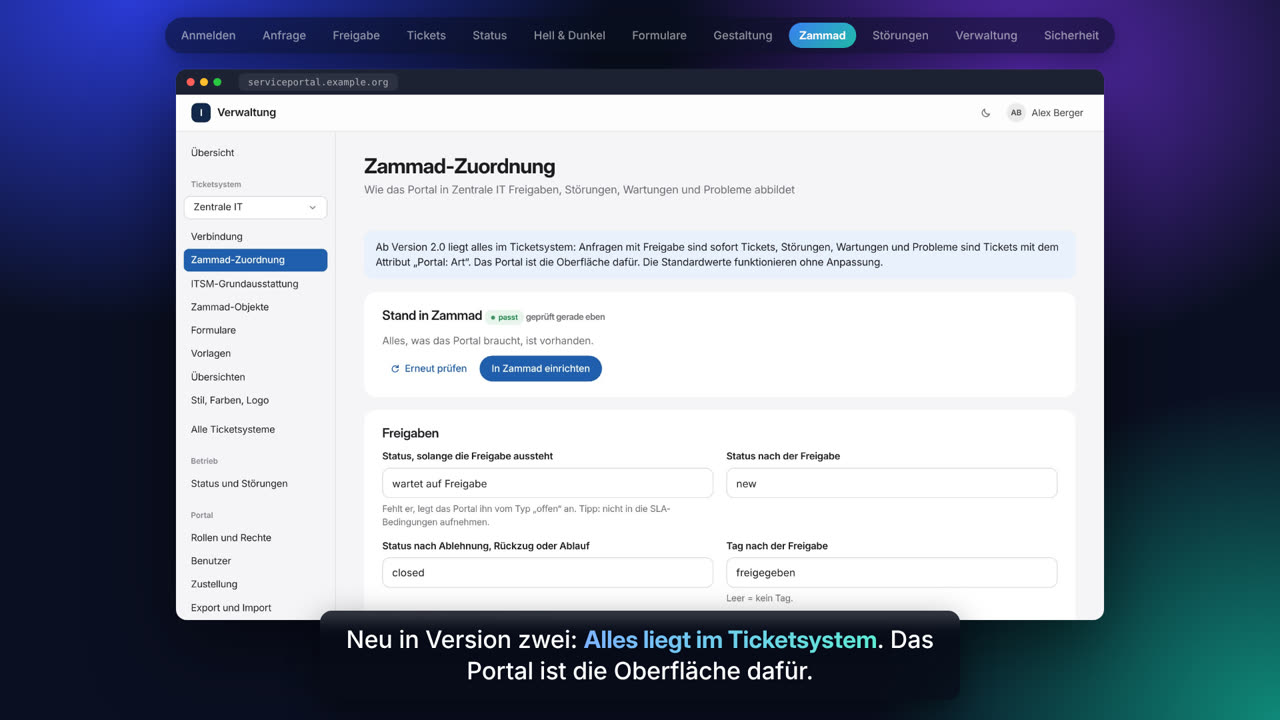 Anmelden Anfrage Freigabe Tickets Status Hell & Dunkel Formulare Gestaltung Zammad Störungen Verwaltung Sicherheit
serviceportal.example.org
I Verwaltung
AB Alex Berger
Übersicht
Ticketsystem
Zentrale IT
Verbindung
Zammad-Zuordnung
ITSM-Grundausstattung
Zammad-Objekte
Formulare
Vorlagen
Übersichten
Stil, Farben, Logo
Alle Ticketsysteme
Betrieb
Status und Störungen
Portal
Rollen und Rechte
Benutzer
Zustellung
Export und Import
Zammad-Zuordnung
Wie das Portal in Zentrale IT Freigaben, Störungen, Wartungen und Probleme abbildet
Ab Version 2.0 liegt alles im Ticketsystem: Anfragen mit Freigabe sind sofort Tickets, Störungen, Wartungen und Probleme sind Tickets mit dem
Attribut „Portal: Art“. Das Portal ist die Oberfläche dafür. Die Standardwerte funktionieren ohne Anpassung.
Stand in Zammad passt geprüft gerade eben
Alles, was das Portal braucht, ist vorhanden.
Erneut prüfen In Zammad einrichten
Freigaben
Status, solange die Freigabe aussteht
wartet auf Freigabe
Fehlt er, legt das Portal ihn vom Typ „offen“ an. Tipp: nicht in die SLA-
Bedingungen aufnehmen.
Status nach der Freigabe
new
Status nach Ablehnung, Rückzug oder Ablauf
closed
Tag nach der Freigabe
freigegeben
Leer = kein Tag.
Neu in Version zwei: Alles liegt im Ticketsystem. Das
Portal ist die Oberfläche dafür.